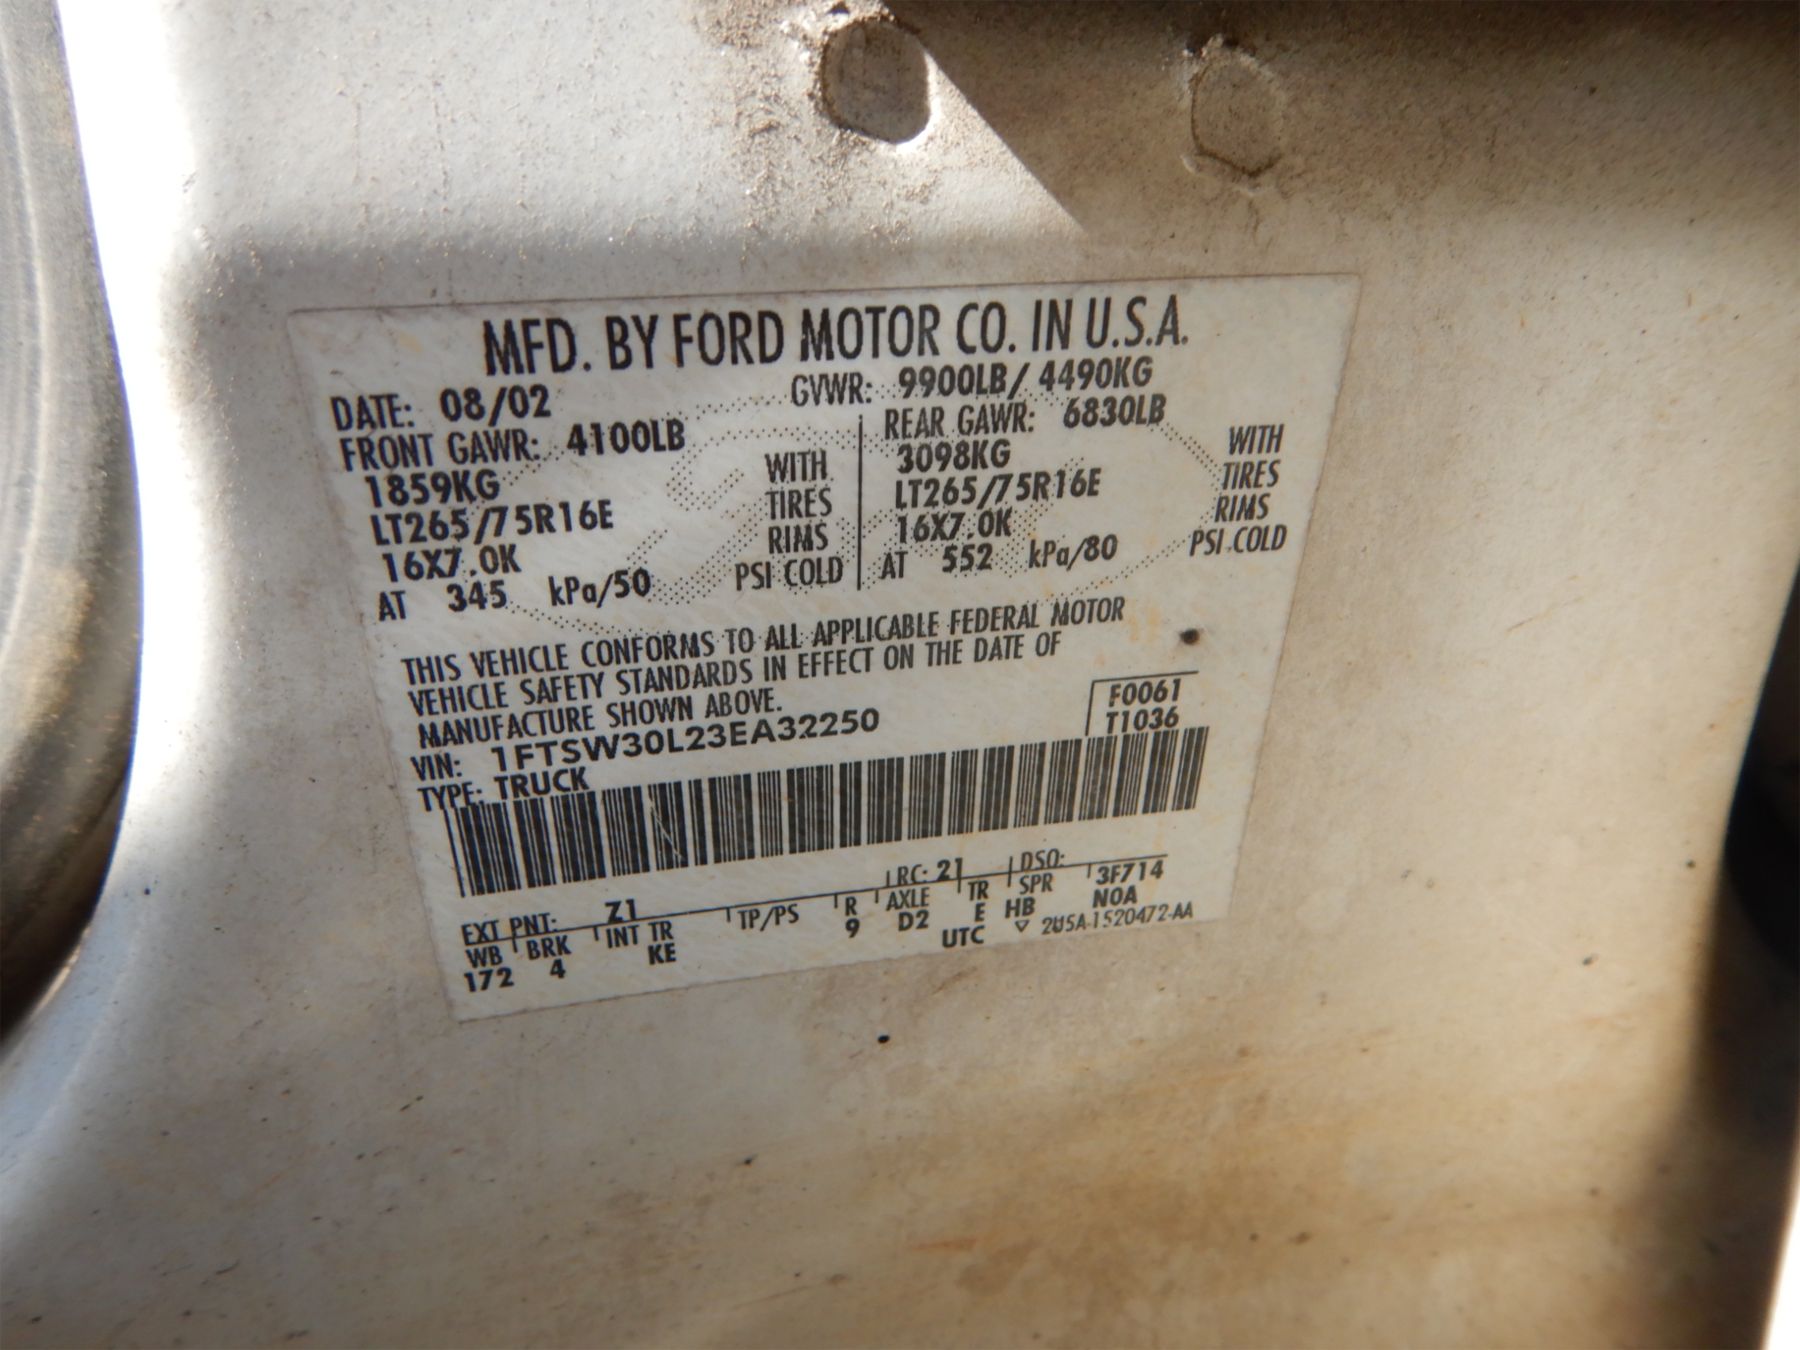 MFD. BY FORD MOTOR CO. IN U.S.A.
DATE: 08/02 GVWR: 9900LB/ 4490KG
FRONT GAWR: 4100LB REAR GAWR: 6830LB
1859KG WITH 3098KG WITH
LT265/75R16E TIRES LT265/75R16E TIRES
16X7.0K RIMS 16X7.0K RIMS
AT 345 kPa/50 PSI COLD AT 552 kPa/80 PSI COLD
THIS VEHICLE CONFORMS TO ALL APPLICABLE FEDERAL MOTOR
VEHICLE SAFETY STANDARDS IN EFFECT ON THE DATE OF
MANUFACTURE SHOWN ABOVE.
VIN: 1FTSW30L23EA32250 F0061
TYPE: TRUCK T1036
EXT PNT: Z1 RC: 21 DSO: 3F714
WB BRK INT TR TP/PS R AXLE TR SPR
172 4 KE 9 D2 E HB N0A
UTC ▽ 2U5A-1520472-AA